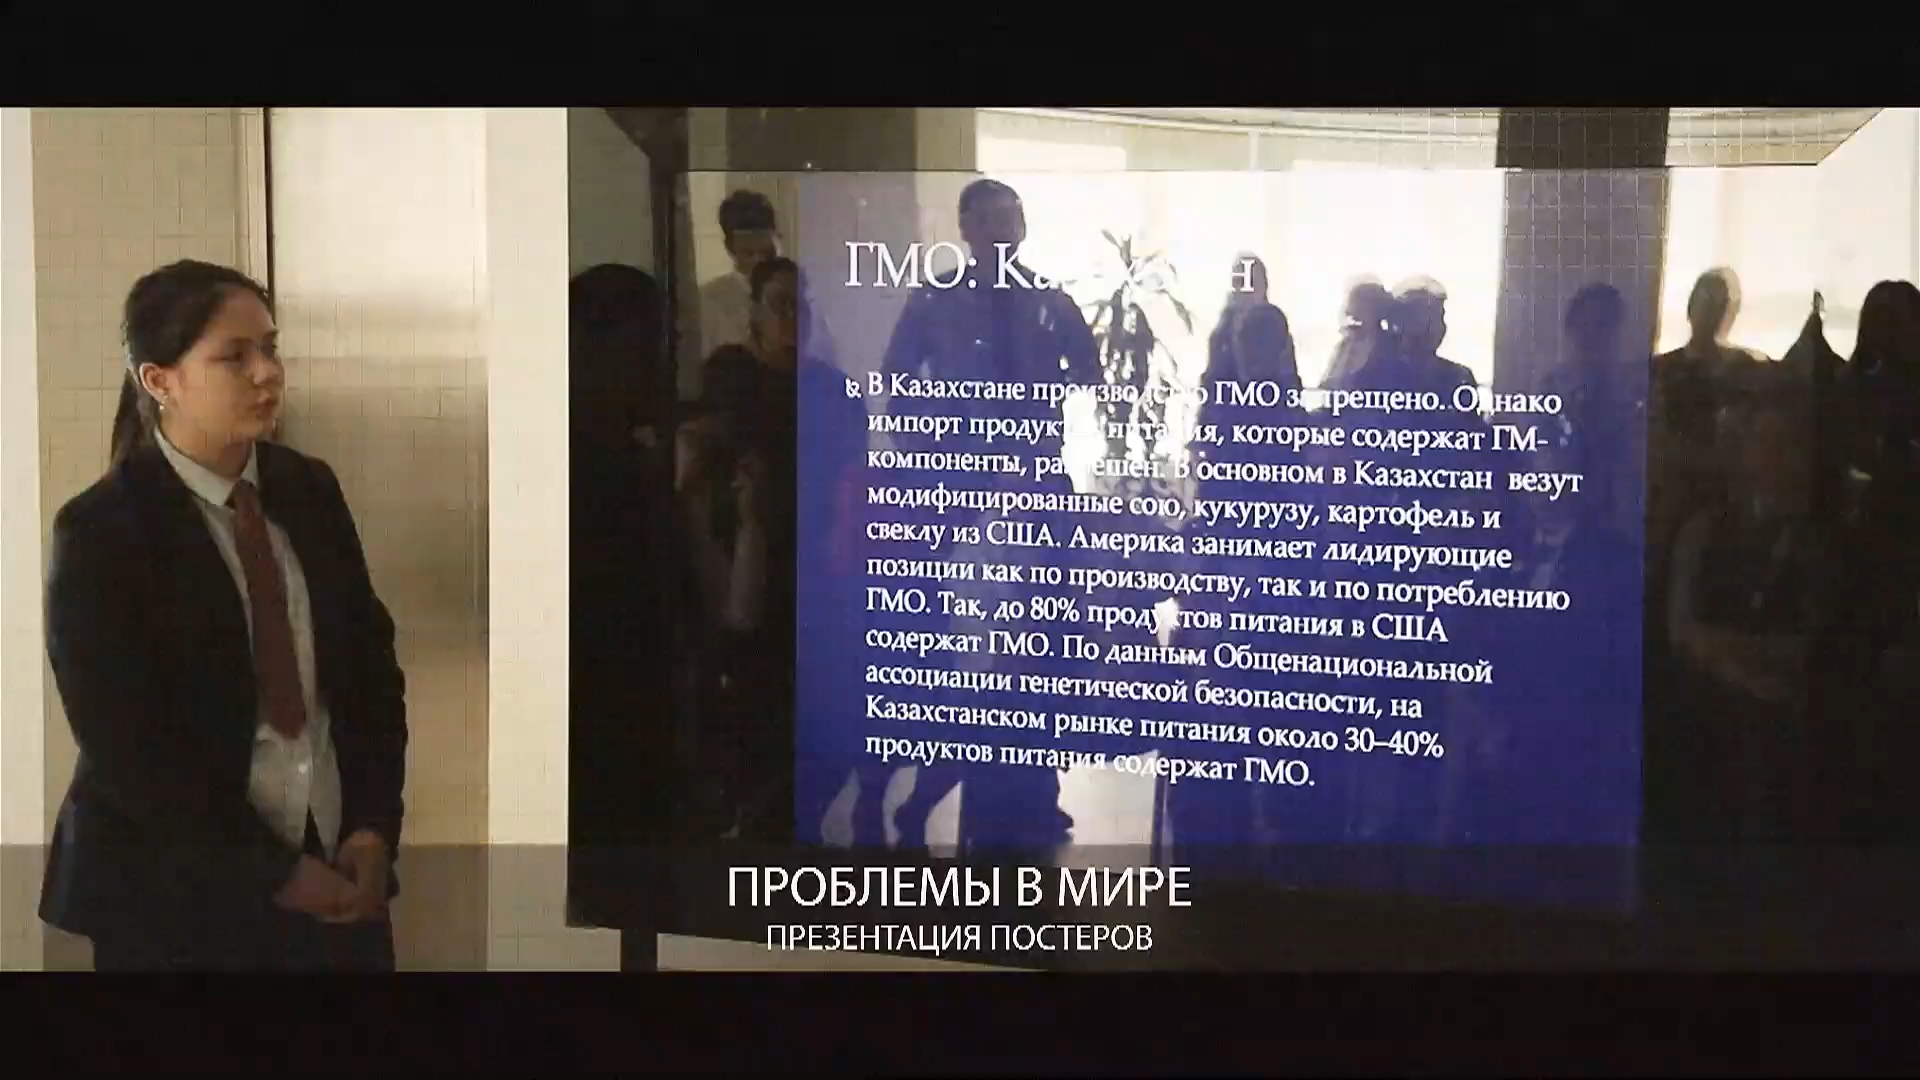 ГМО: Казахстан
В Казахстане производство ГМО запрещено. Однако
импорт продуктов питания, которые содержат ГМ-
компоненты, разрешен. В основном в Казахстан везут
модифицированные сою, кукурузу, картофель и
свеклу из США. Америка занимает лидирующие
позиции как по производству, так и по потреблению
ГМО. Так, до 80% продуктов питания в США
содержат ГМО. По данным Общенациональной
ассоциации генетической безопасности, на
Казахстанском рынке питания около 30–40%
продуктов питания содержат ГМО.
ПРОБЛЕМЫ В МИРЕ
ПРЕЗЕНТАЦИЯ ПОСТЕРОВ